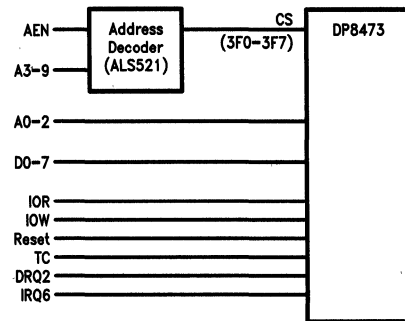 AEN
Address
Decoder
(ALS521)
CS
(3F0-3F7)
DP8473
A3-9
A0-2
D0-7
IOR
IOW
Reset
TC
DRQ2
IRQ6